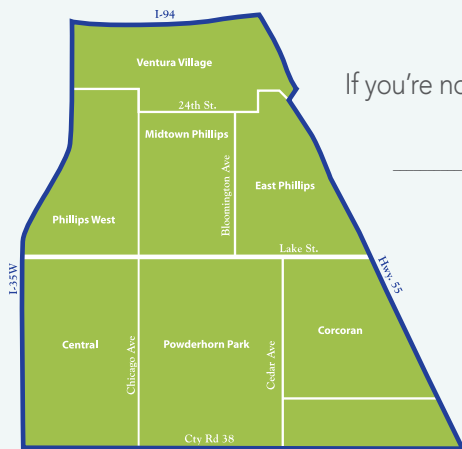 I-94
Ventura Village
If you're no
24th St.
Midtown Phillips
Bloomington Ave
East Phillips
Phillips West
Lake St.
I-35W
Hwy. 55
Central
Chicago Ave
Powderhorn Park
Cedar Ave
Corcoran
Cty Rd 38